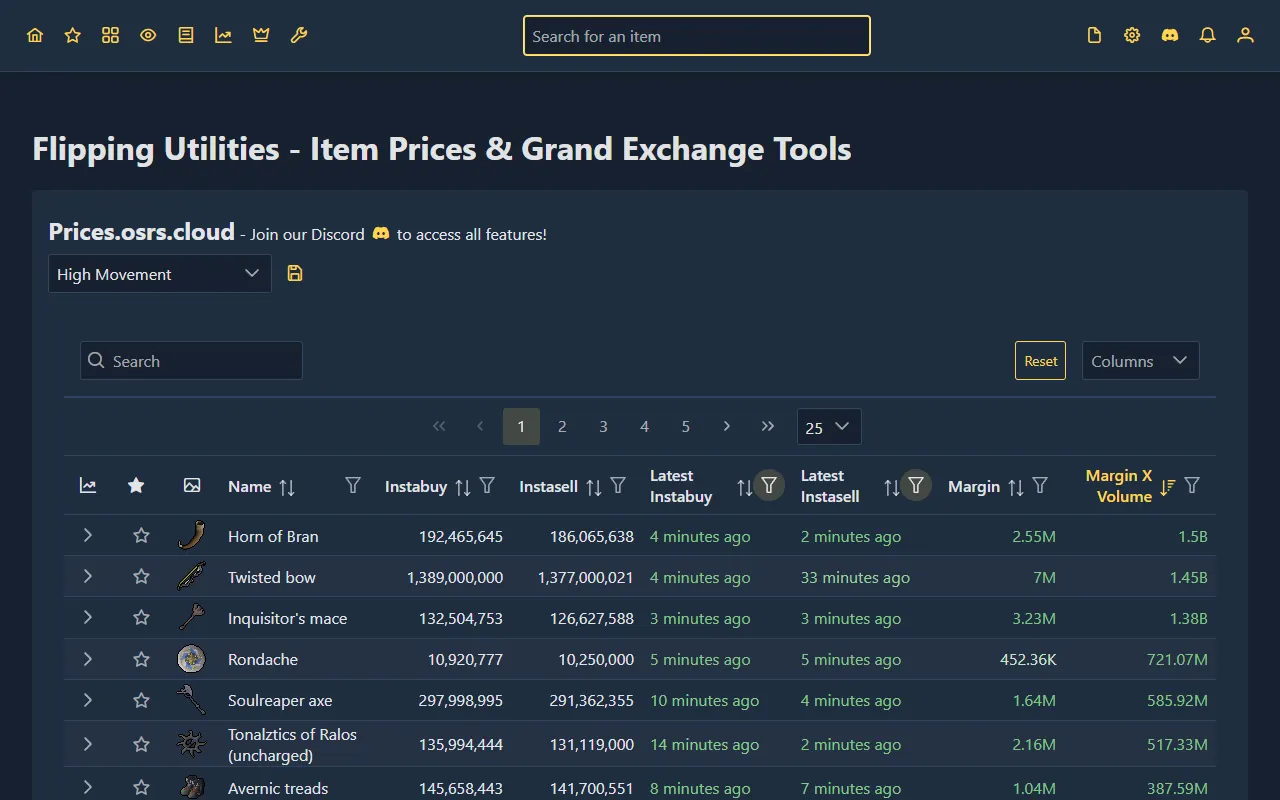 Search for an item
Flipping Utilities - Item Prices & Grand Exchange Tools
Prices.osrs.cloud - Join our Discord to access all features!
High Movement
Search
Reset
Columns
1 2 3 4 5 25
Name Instabuy Instasell Latest Instabuy Latest Instasell Margin Margin X Volume
Horn of Bran 192,465,645 186,065,638 4 minutes ago 2 minutes ago 2.55M 1.5B
Twisted bow 1,389,000,000 1,377,000,021 4 minutes ago 33 minutes ago 7M 1.45B
Inquisitor's mace 132,504,753 126,627,588 3 minutes ago 3 minutes ago 3.23M 1.38B
Rondache 10,920,777 10,250,000 5 minutes ago 5 minutes ago 452.36K 721.07M
Soulreaper axe 297,998,995 291,362,355 10 minutes ago 4 minutes ago 1.64M 585.92M
Tonalztics of Ralos (uncharged) 135,994,444 131,119,000 14 minutes ago 2 minutes ago 2.16M 517.33M
Avernic treads 145,658,443 141,700,551 8 minutes ago 7 minutes ago 1.04M 387.59M